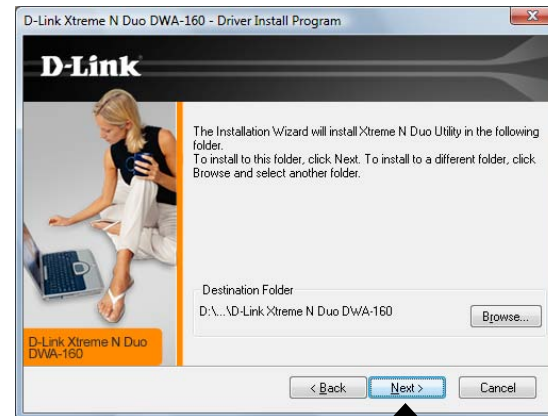 D-Link Xtreme N Duo DWA-160 - Driver Install Program
D-Link
The Installation Wizard will install Xtreme N Duo Utility in the following
folder.
To install to this folder, click Next. To install to a different folder, click
Browse and select another folder.
Destination Folder
D:\...\D-Link Xtreme N Duo DWA-160
Browse...
D-Link Xtreme N Duo
DWA-160
< Back
Next >
Cancel